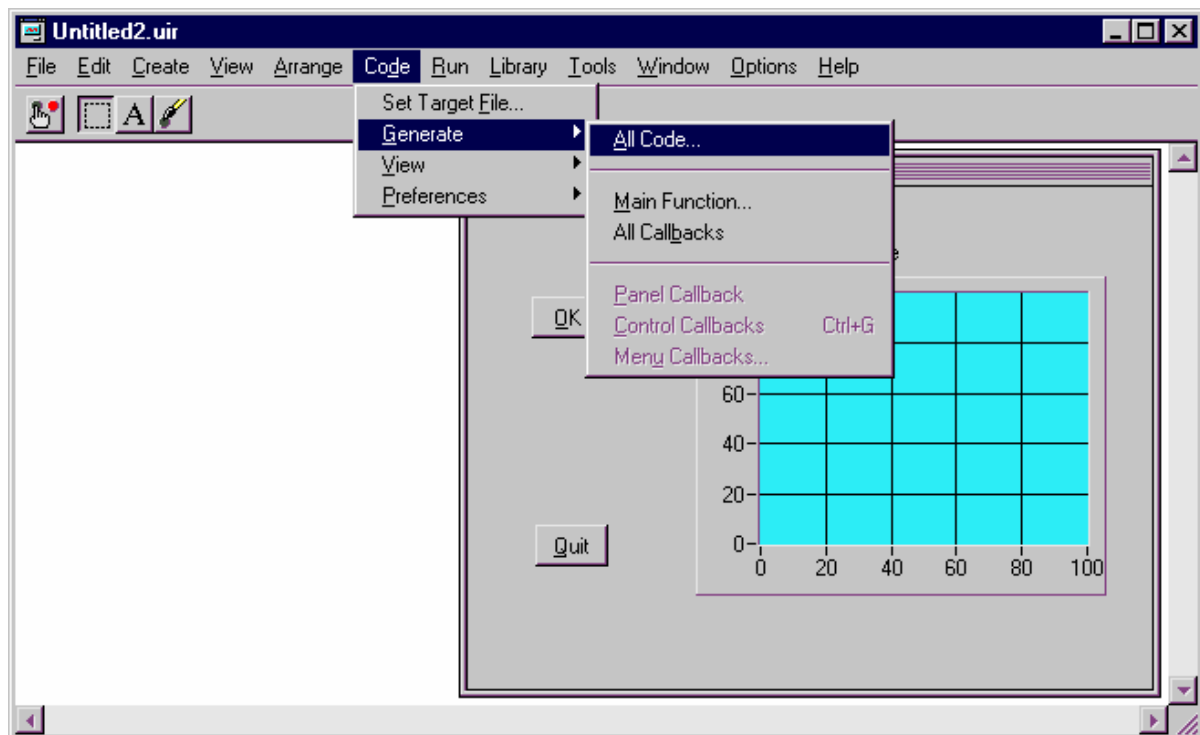 Untitled2.uir
File Edit Create View Arrange Code Run Library Tools Window Options Help
A
Set Target File...
Generate
View
Preferences
All Code...
Main Function...
All Callbacks
Panel Callback
Control Callbacks Ctrl+G
Menu Callbacks...
OK
Quit
60
40
20
0
0 20 40 60 80 100